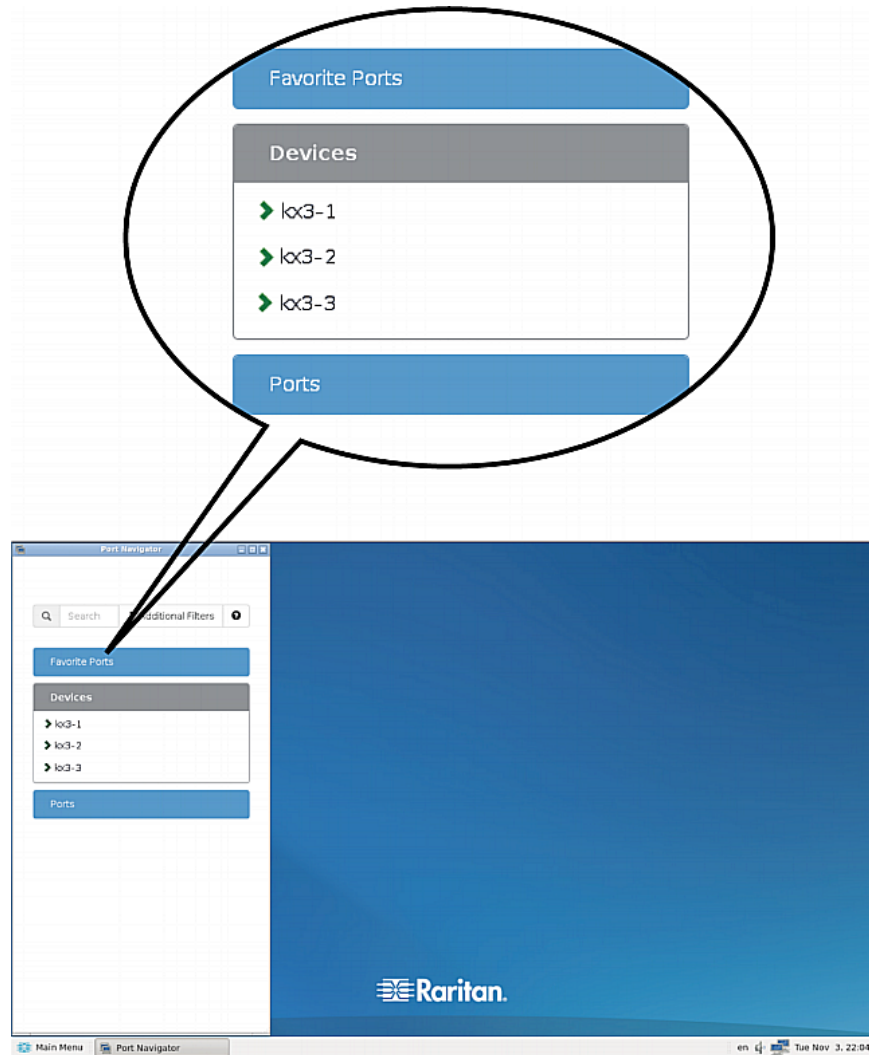 Favorite Ports
Devices
kx3-1
kx3-2
kx3-3
Ports
Port Navigator
Search Additional Filters
Favorite Ports
Devices
kx3-1
kx3-2
kx3-3
Ports
Raritan.
Main Menu Port Navigator en Tue Nov 3, 22:04